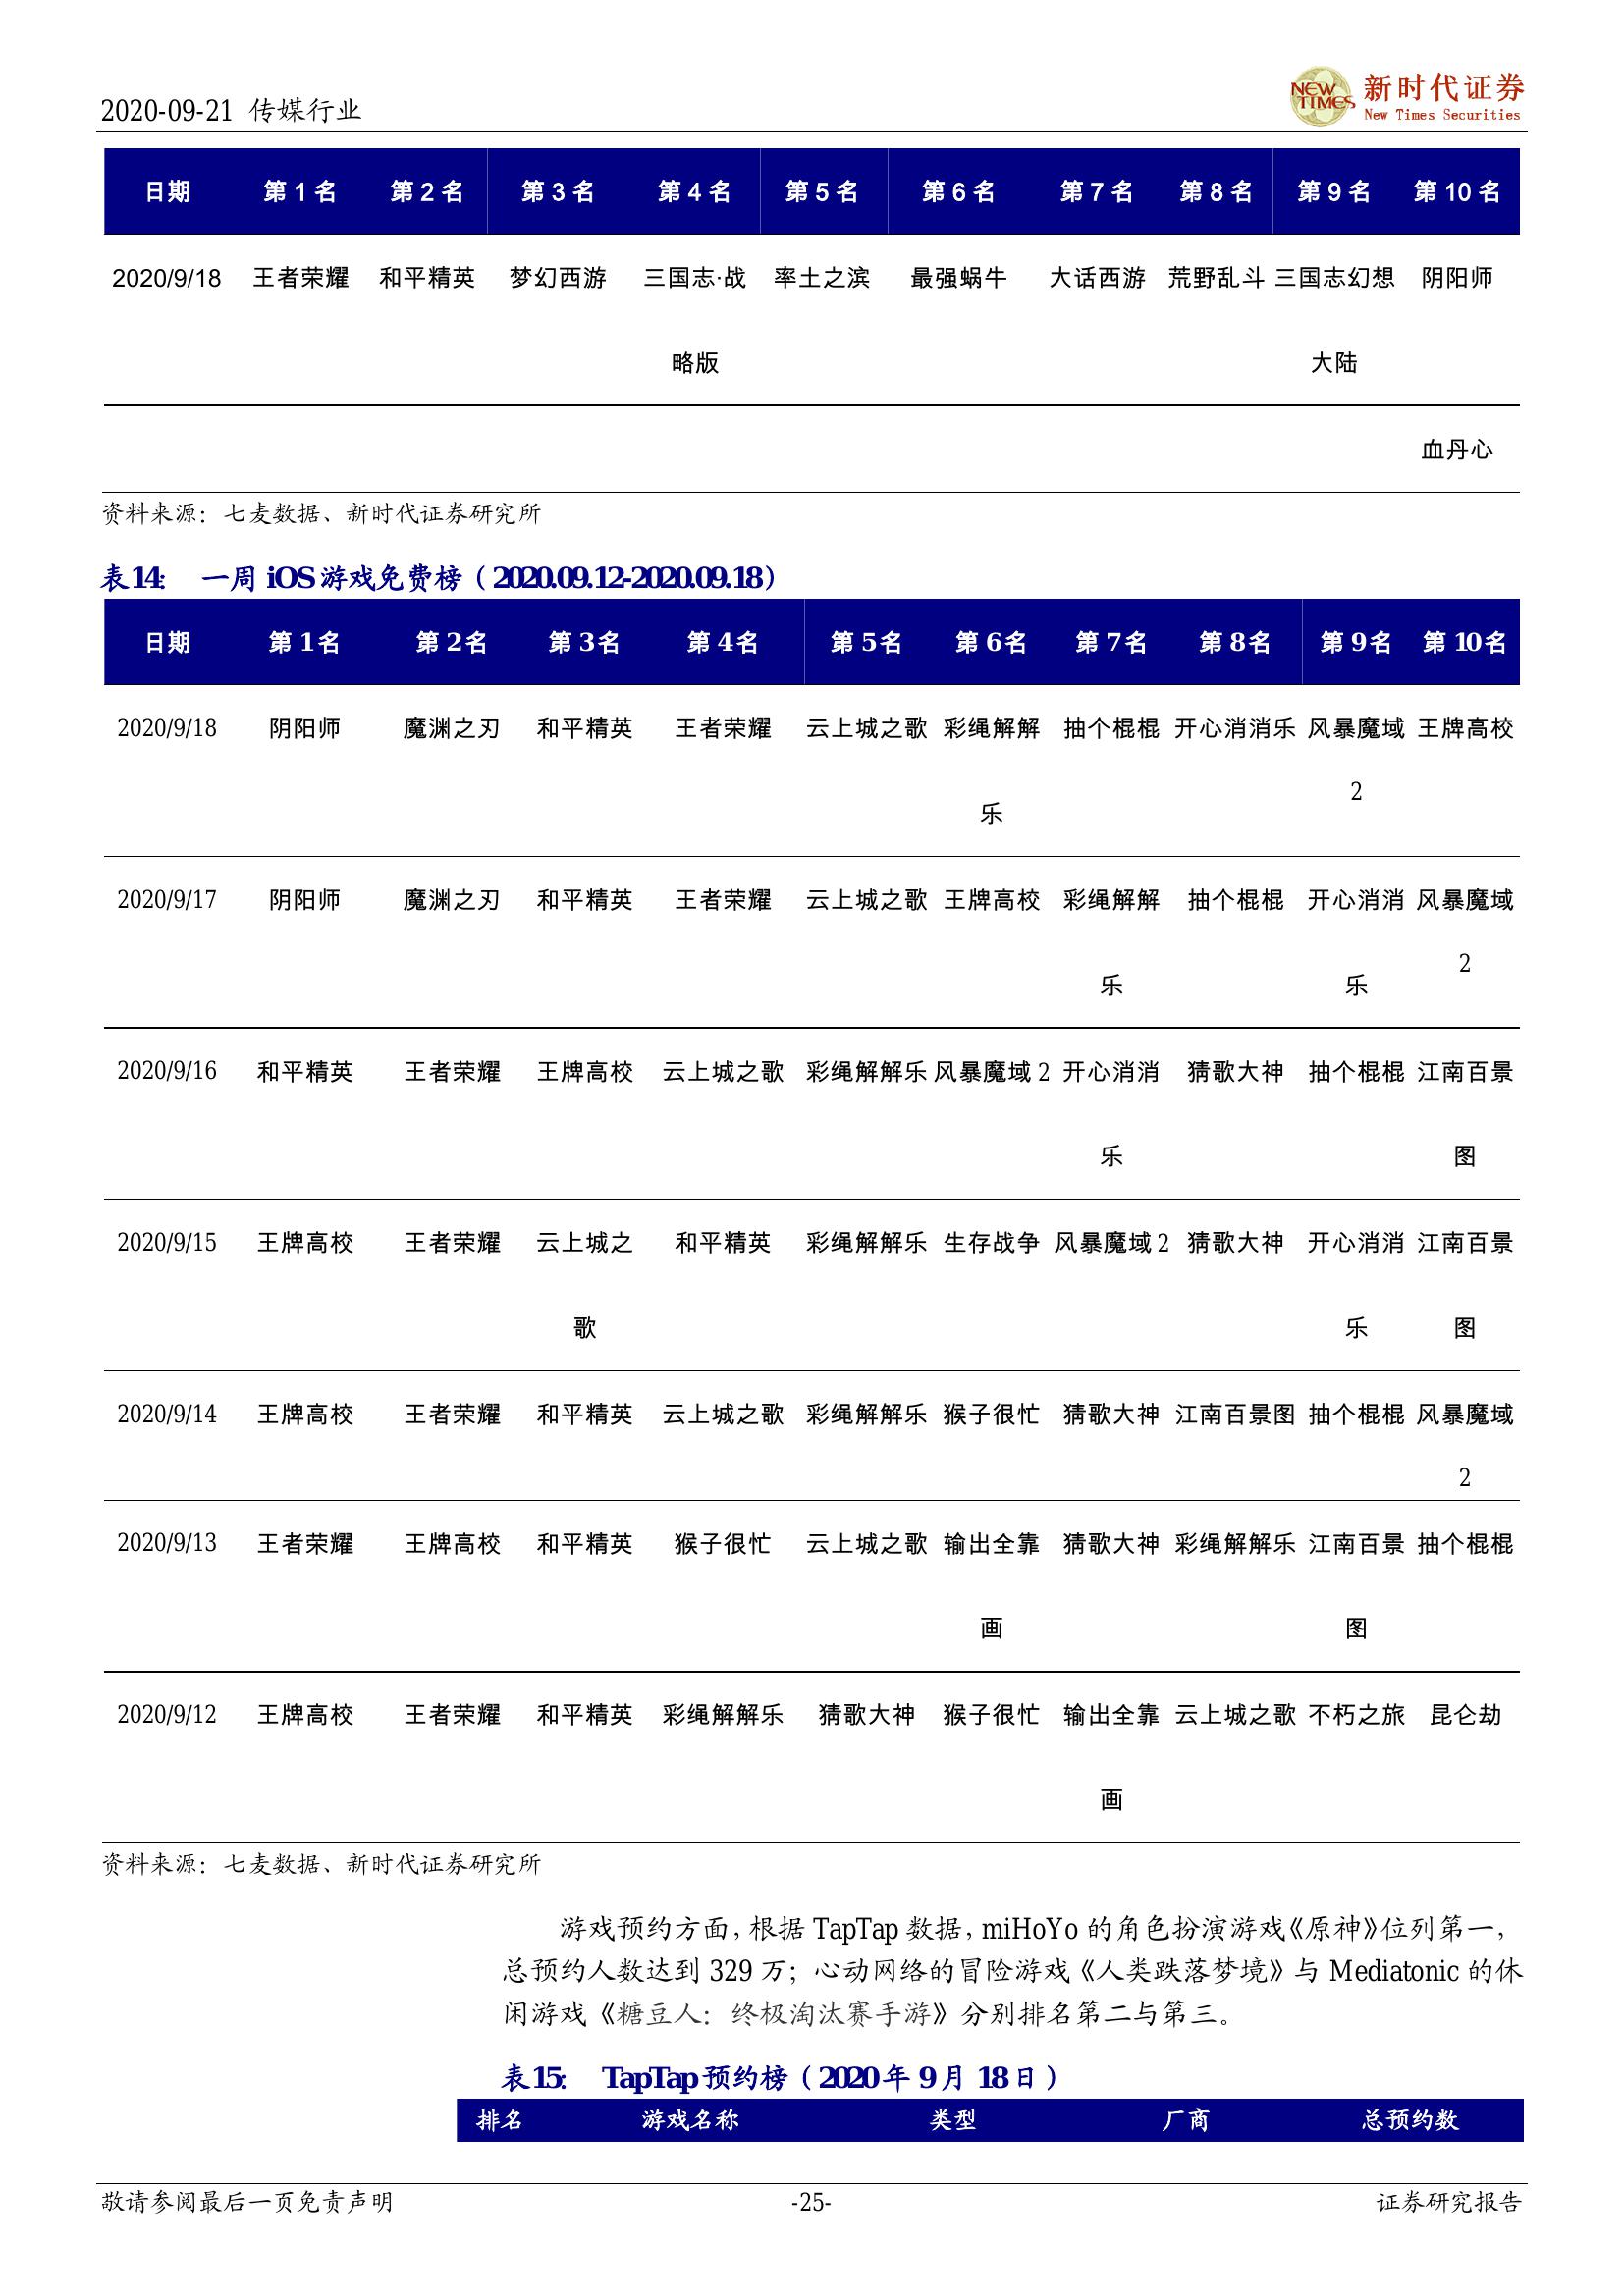 2020-09-21 传媒行业
NEW TIMES 新时代证券
New Times Securities
日期 第 1 名 第 2 名 第 3 名 第 4 名 第 5 名 第 6 名 第 7 名 第 8 名 第 9 名 第 10 名
2020/9/18 王者荣耀 和平精英 梦幻西游 三国志·战 率土之滨 最强蜗牛 大话西游 荒野乱斗 三国志幻想 阴阳师
略版 大陆
血丹心
资料来源：七麦数据、新时代证券研究所
表14： 一周 iOS 游戏免费榜（2020.09.12-2020.09.18）
日期 第 1 名 第 2 名 第 3 名 第 4 名 第 5 名 第 6 名 第 7 名 第 8 名 第 9 名 第 10 名
2020/9/18 阴阳师 魔渊之刃 和平精英 王者荣耀 云上城之歌 彩绳解解 抽个棍棍 开心消消乐 风暴魔域 王牌高校
乐 2
2020/9/17 阴阳师 魔渊之刃 和平精英 王者荣耀 云上城之歌 王牌高校 彩绳解解 抽个棍棍 开心消消 风暴魔域
乐 乐 2
2020/9/16 和平精英 王者荣耀 王牌高校 云上城之歌 彩绳解解乐 风暴魔域 2 开心消消 猜歌大神 抽个棍棍 江南百景
乐 图
2020/9/15 王牌高校 王者荣耀 云上城之 和平精英 彩绳解解乐 生存战争 风暴魔域 2 猜歌大神 开心消消 江南百景
歌 乐 图
2020/9/14 王牌高校 王者荣耀 和平精英 云上城之歌 彩绳解解乐 猴子很忙 猜歌大神 江南百景图 抽个棍棍 风暴魔域
2
2020/9/13 王者荣耀 王牌高校 和平精英 猴子很忙 云上城之歌 输出全靠 猜歌大神 彩绳解解乐 江南百景 抽个棍棍
画 图
2020/9/12 王牌高校 王者荣耀 和平精英 彩绳解解乐 猜歌大神 猴子很忙 输出全靠 云上城之歌 不朽之旅 昆仑劫
画
资料来源：七麦数据、新时代证券研究所
游戏预约方面，根据 TapTap 数据，miHoYo 的角色扮演游戏《原神》位列第一，
总预约人数达到 329 万；心动网络的冒险游戏《人类跌落梦境》与 Mediatonic 的休
闲游戏《糖豆人：终极淘汰赛手游》分别排名第二与第三。
表15： TapTap 预约榜（2020 年 9 月 18 日）
排名 游戏名称 类型 厂商 总预约数
敬请参阅最后一页免责声明 -25- 证券研究报告